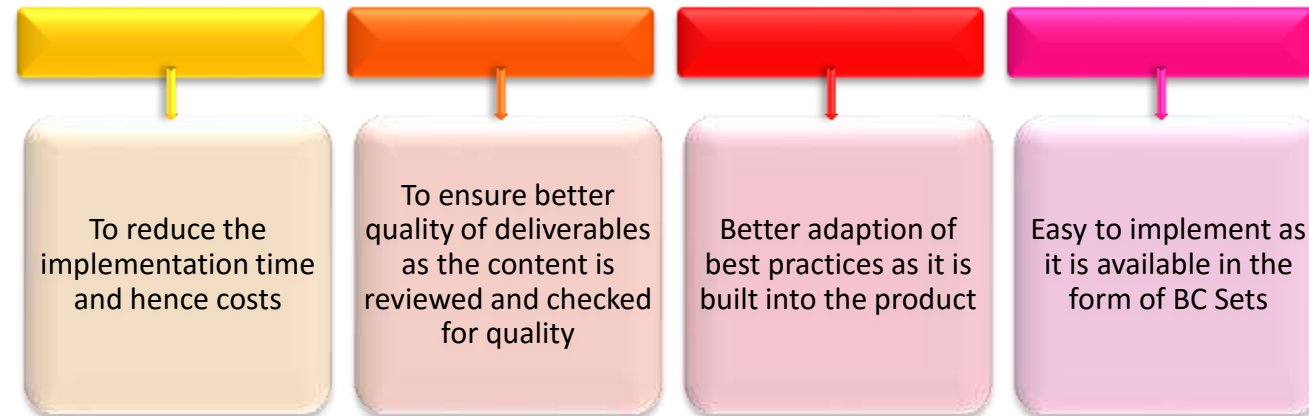 To reduce the
implementation time
and hence costs
To ensure better
quality of deliverables
as the content is
reviewed and checked
for quality
Better adaption of
best practices as it is
built into the product
Easy to implement as
it is available in the
form of BC Sets